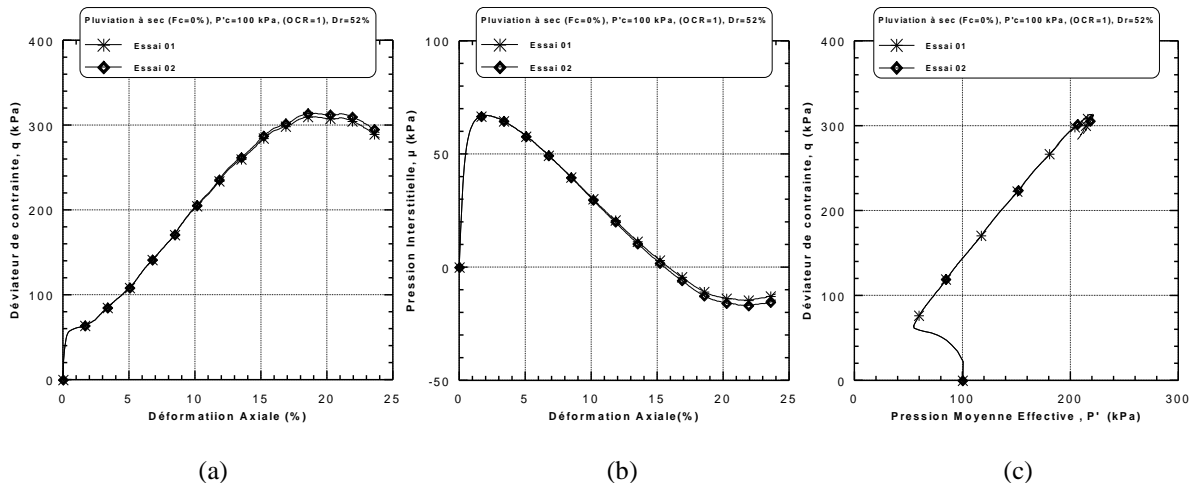 Pluviation à sec (Fc=0%), P'c=100 kPa, (OCR=1), Dr=52%
Essai 01
Essai 02
400
300
200
100
0
Déviateur de contrainte, q (kPa)
0 5 10 15 20 25
Déformatiion Axiale (%)
(a)
Pluviation à sec (Fc=0%), P'c=100 kPa, (OCR=1), Dr=52%
Essai 01
Essai 02
100
50
0
-50
Pression Interstitielle, µ (kPa)
0 5 10 15 20 25
Déformation Axiale(%)
(b)
Pluviation à sec (Fc=0%), P'c=100 kPa, (OCR=1), Dr=52%
Essai 01
Essai 02
400
300
200
100
0
Déviateur de contrainte, q (kPa)
0 100 200 300
Pression Moyenne Effective , P' (kPa)
(c)